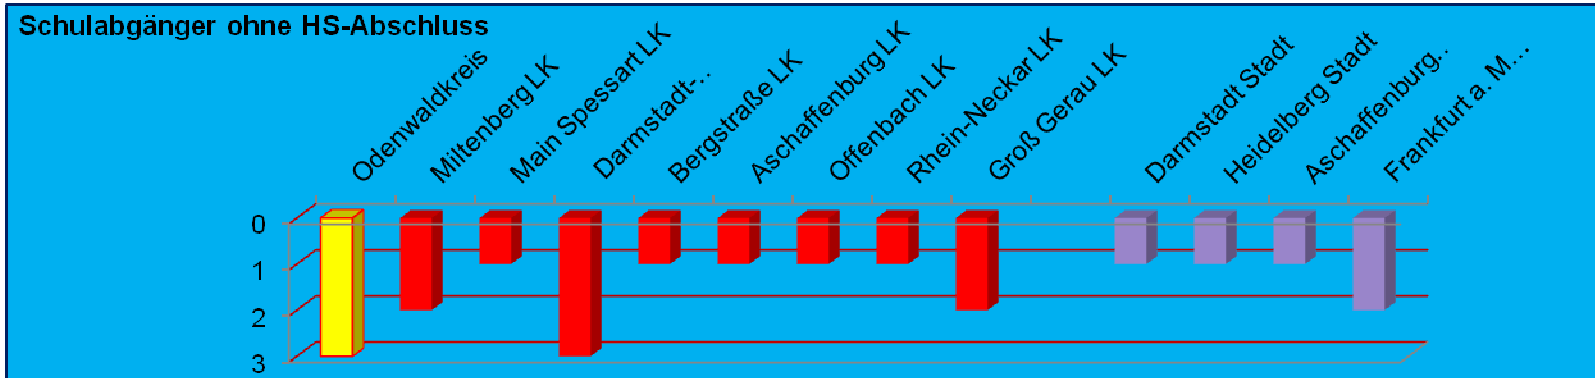 Schulabgänger ohne HS-Abschluss
Odenwaldkreis
Miltenberg LK
Main Spessart LK
Darmstadt-..
Bergstraße LK
Aschaffenburg LK
Offenbach LK
Rhein-Neckar LK
Groß Gerau LK
Darmstadt Stadt
Heidelberg Stadt
Aschaffenburg..
Frankfurt a. M...
0
1
2
3